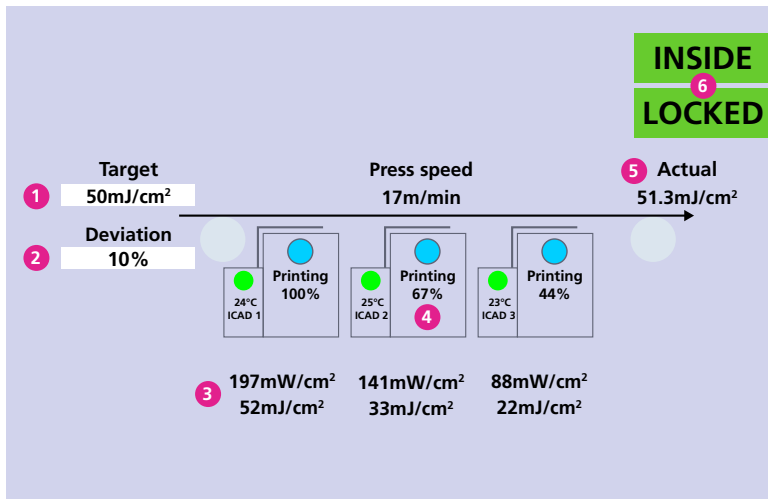 INSIDE
6
LOCKED
Target
Press speed
5 Actual
1 50mJ/cm²
17m/min
51.3mJ/cm²
Deviation
2 10%
24°C
ICAD 1
Printing
100%
25°C
ICAD 2
Printing
67%
4
23°C
ICAD 3
Printing
44%
3
197mW/cm²
52mJ/cm²
141mW/cm²
33mJ/cm²
88mW/cm²
22mJ/cm²